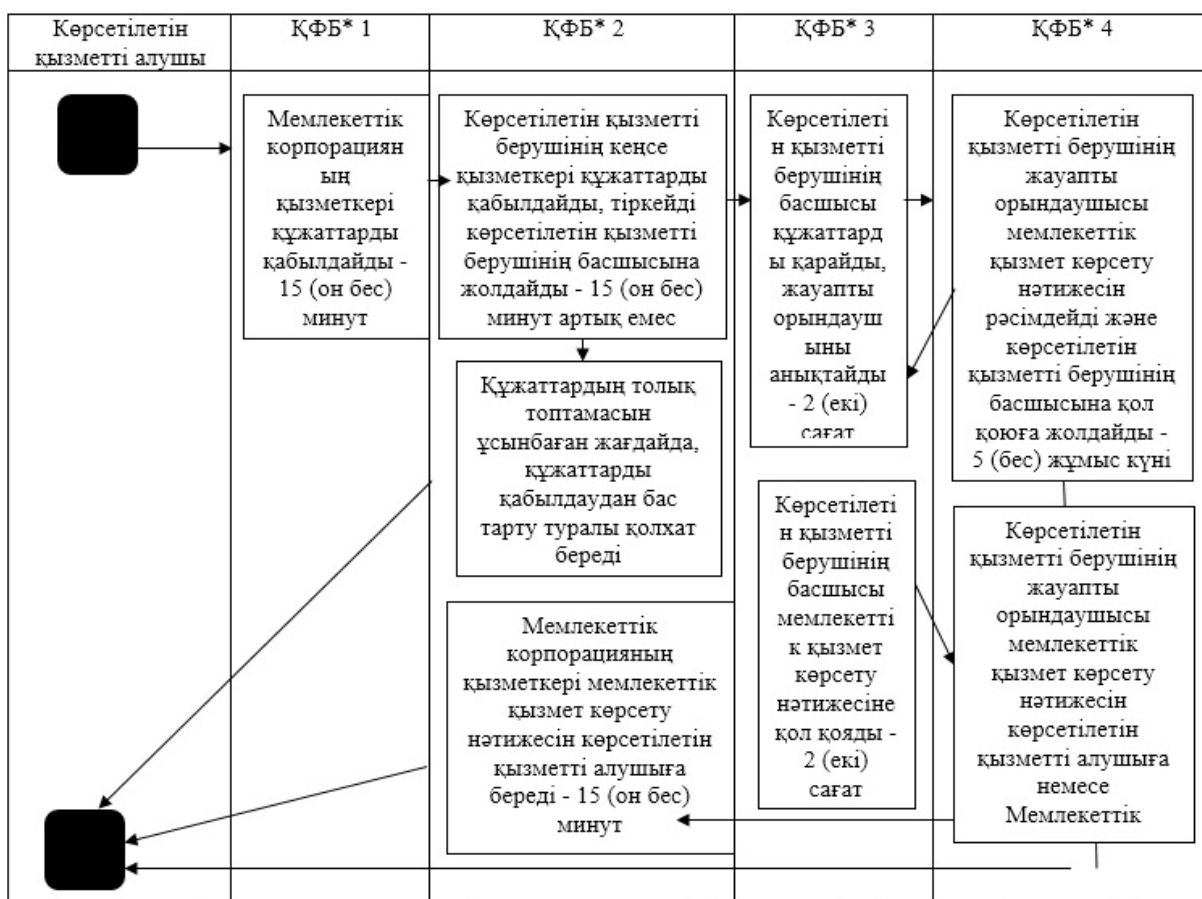 Көрсетілетін
қызметті алушы
ҚФБ* 1
ҚФБ* 2
ҚФБ* 3
ҚФБ* 4
Мемлекеттік
корпорациян
ың
қызметкері
құжаттарды
қабылдайды -
15 (он бес)
минут
Көрсетілетін қызметті
берушінің кеңсе
қызметкері құжаттарды
қабылдайды, тіркейді
көрсетілетін қызметті
берушінің басшысына
жолдайды - 15 (он бес)
минут артық емес
Құжаттардың толық
топтамасын
ұсынбаған жағдайда,
құжаттарды
қабылдаудан бас
тарту туралы қолхат
береді
Мемлекеттік
корпорацияның
қызметкері мемлекеттік
қызмет көрсету
нәтижесін көрсетілетін
қызметті алушыға
береді - 15 (он бес)
минут
Көрсетілеті
н қызметті
берушінің
басшысы
құжаттард
ы қарайды,
жауапты
орындауш
ыны
анықтайды
- 2 (екі)
сағат
Көрсетілеті
н қызметті
берушінің
басшысы
мемлекетті
к қызмет
көрсету
нәтижесіне
қол қояды -
2 (екі)
сағат
Көрсетілетін
қызметті берушінің
жауапты
орындаушысы
мемлекеттік
қызмет көрсету
нәтижесін
рәсімдейді және
көрсетілетін
қызметті берушінің
басшысына қол
қоюға жолдайды -
5 (бес) жұмыс күні
Көрсетілетін
қызметті берушінің
жауапты
орындаушысы
мемлекеттік
қызмет көрсету
нәтижесін
көрсетілетін
қызметті алушыға
немесе
Мемлекеттік